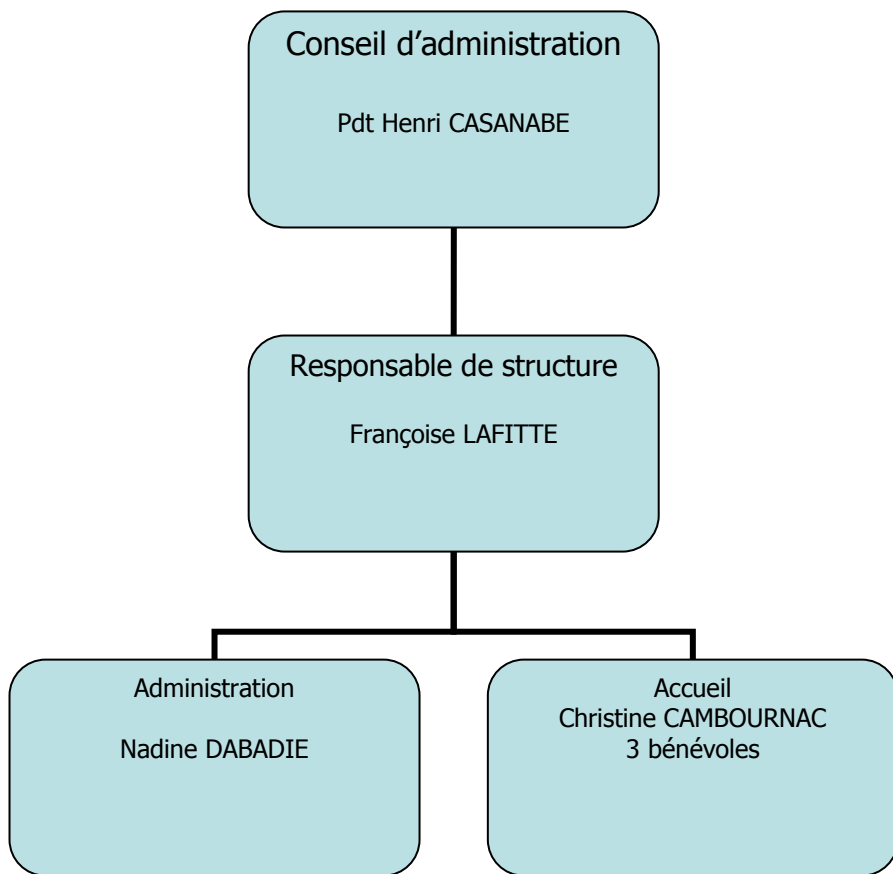 Conseil d’administration
Pdt Henri CASANABE
Responsable de structure
Françoise LAFITTE
Administration
Nadine DABADIE
Accueil
Christine CAMBOURNAC
3 bénévoles